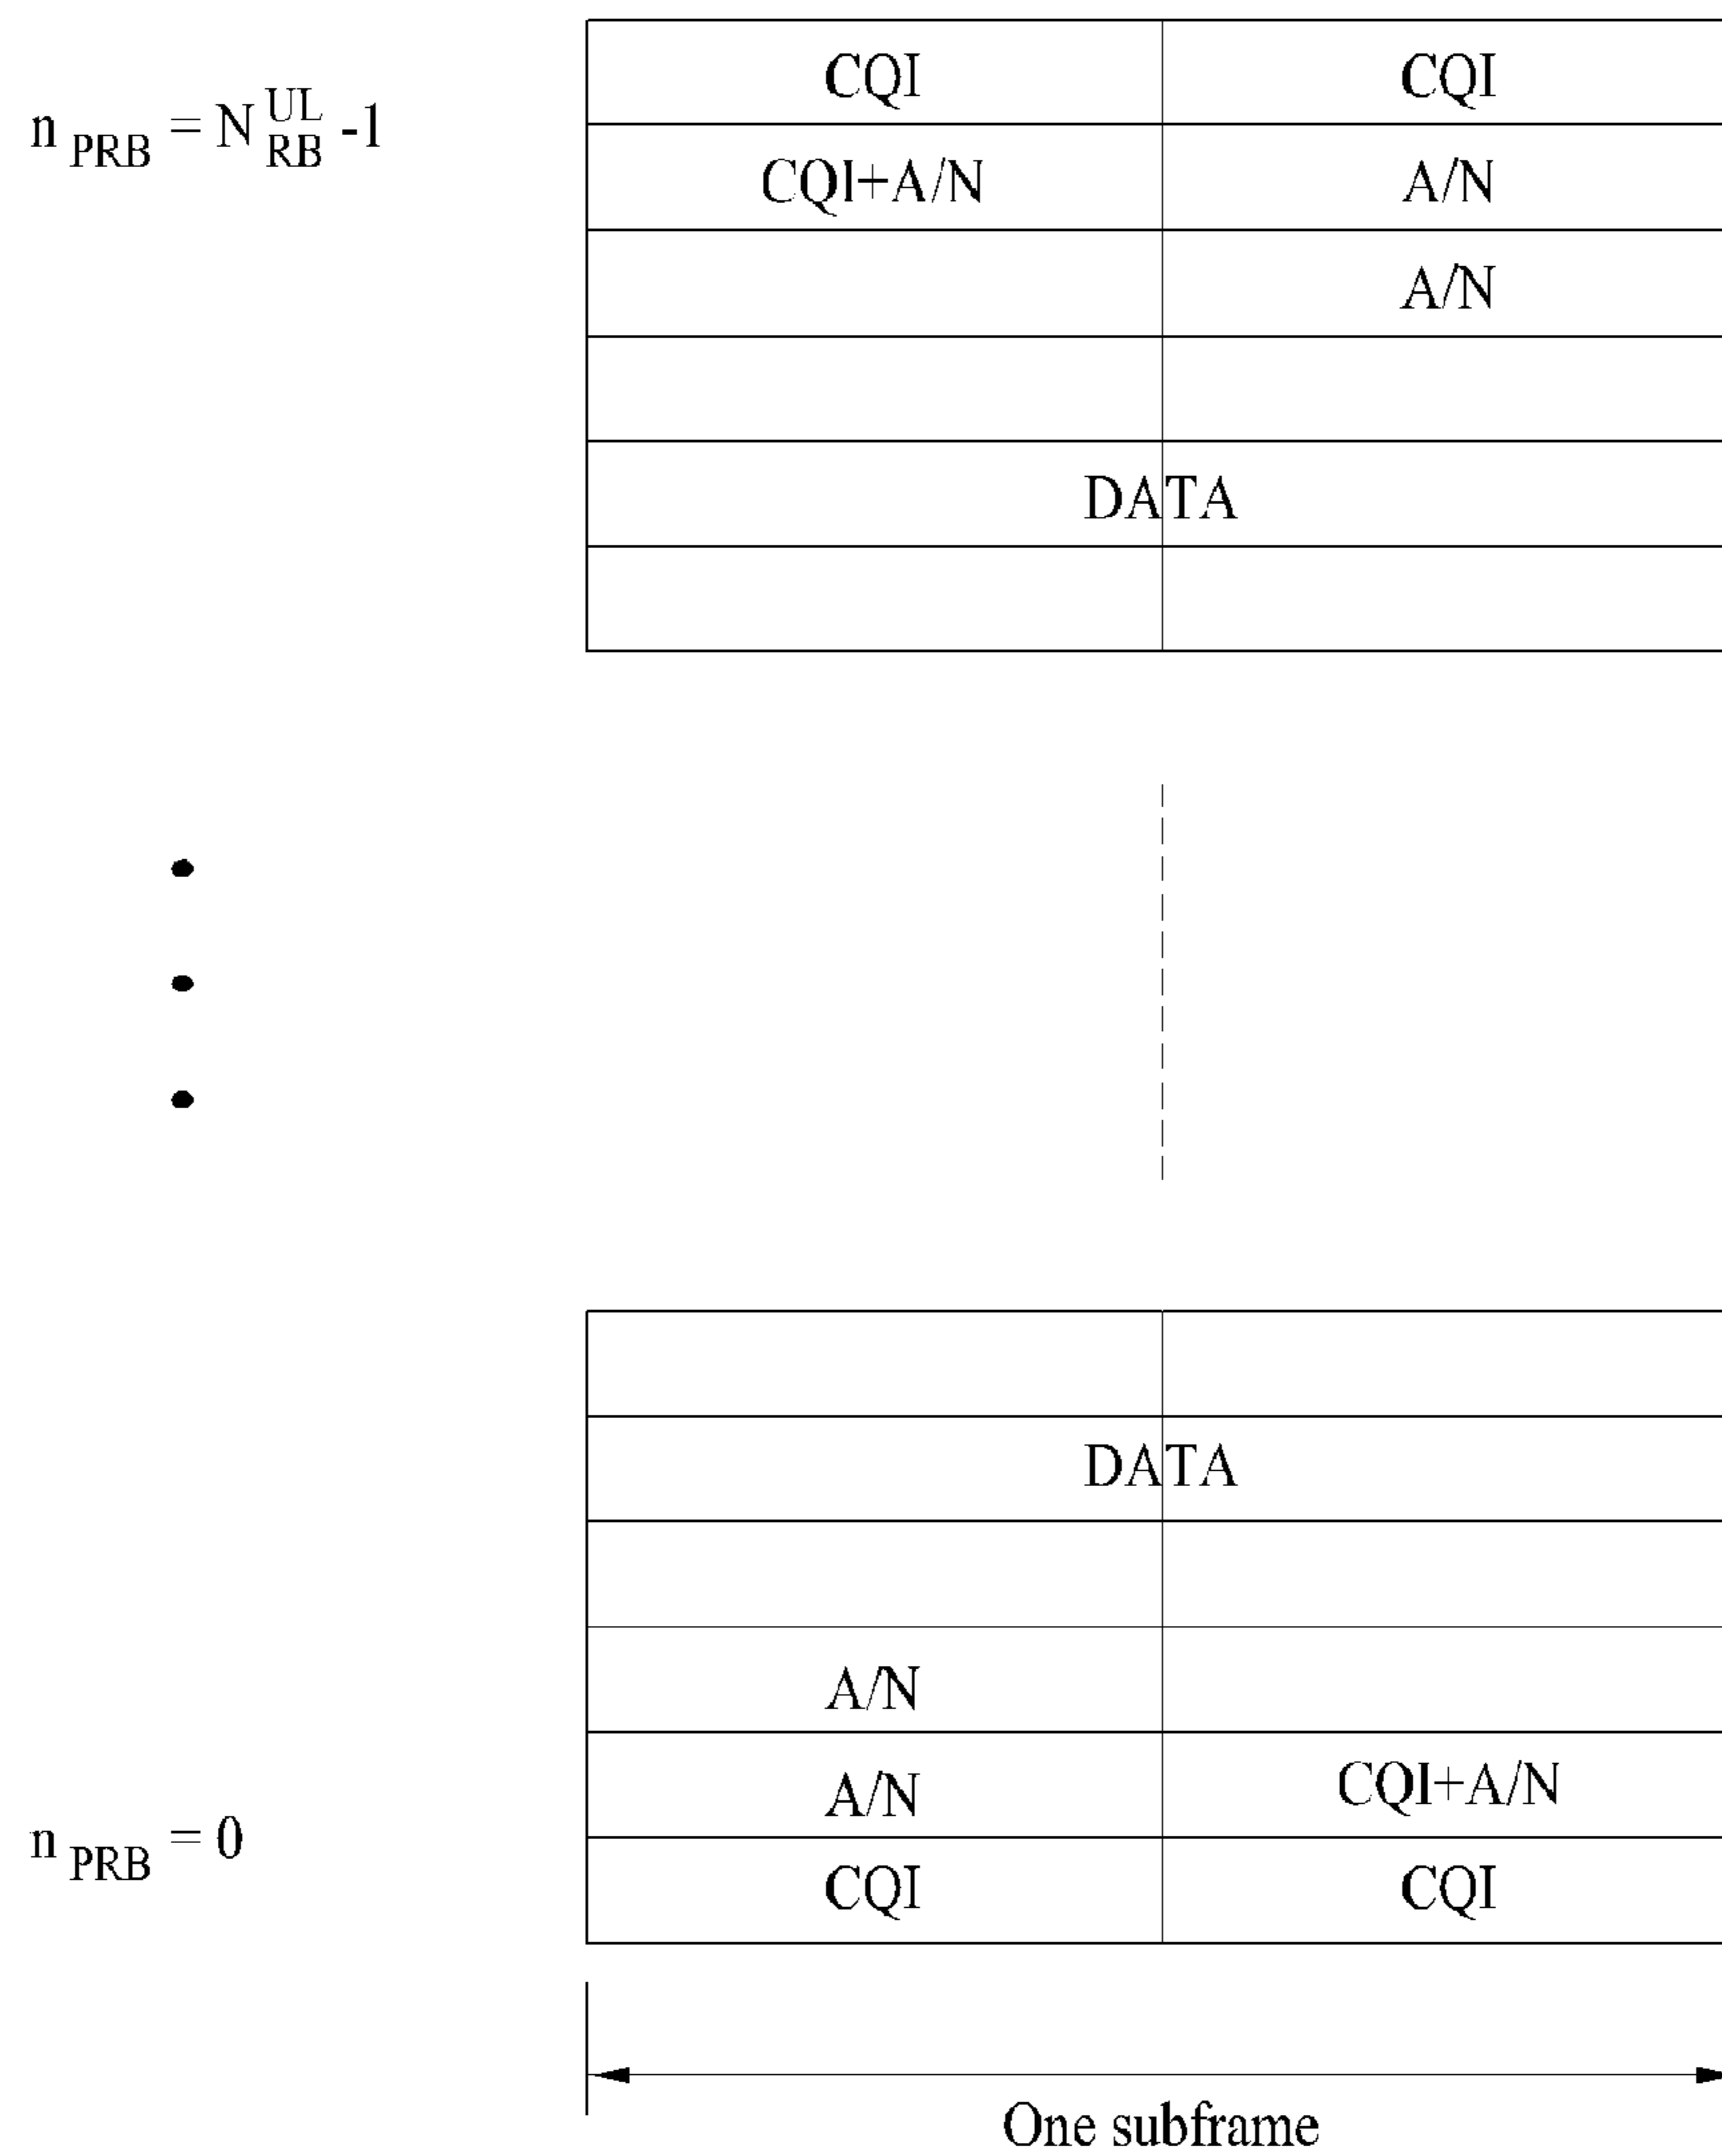 CQI CQI
n PRB = N UL RB -1
CQI+A/N A/N
A/N
DATA
DATA
A/N
A/N CQI+A/N
n PRB = 0
CQI CQI
One subframe